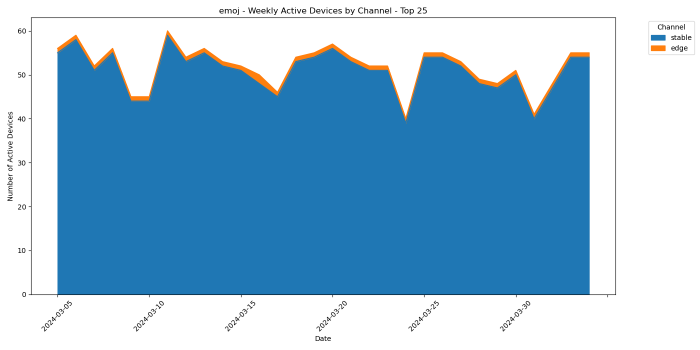 emoj - Weekly Active Devices by Channel - Top 25
Channel
stable
edge
Number of Active Devices
60
50
40
30
20
10
0
2024-03-05
2024-03-10
2024-03-15
2024-03-20
2024-03-25
2024-03-30
Date